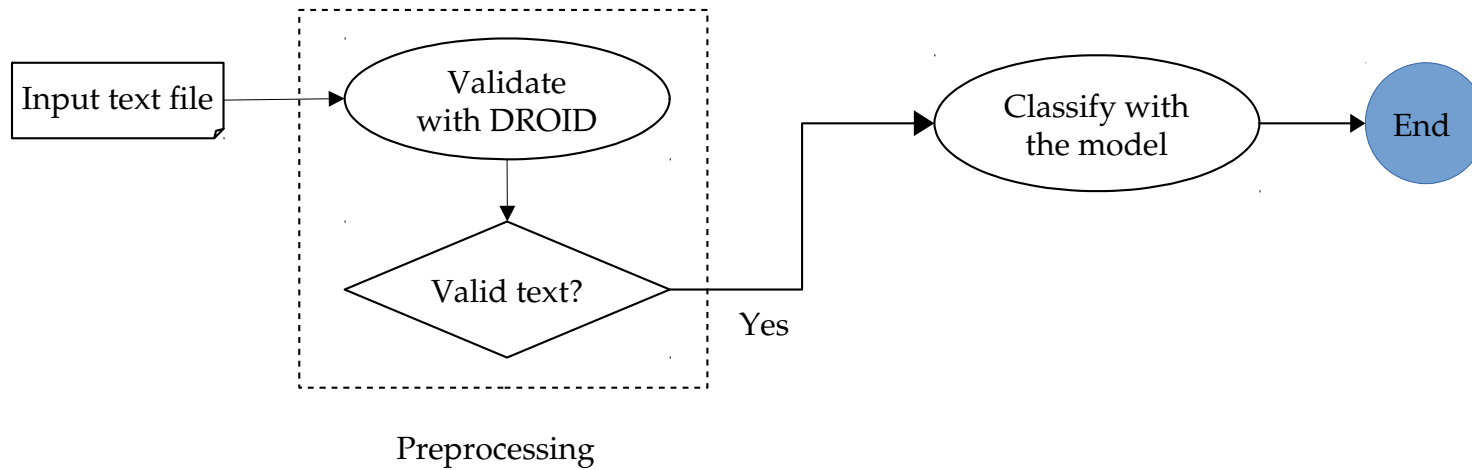 Input text file
Validate
with DROID
Valid text?
Yes
Preprocessing
Classify with
the model
End